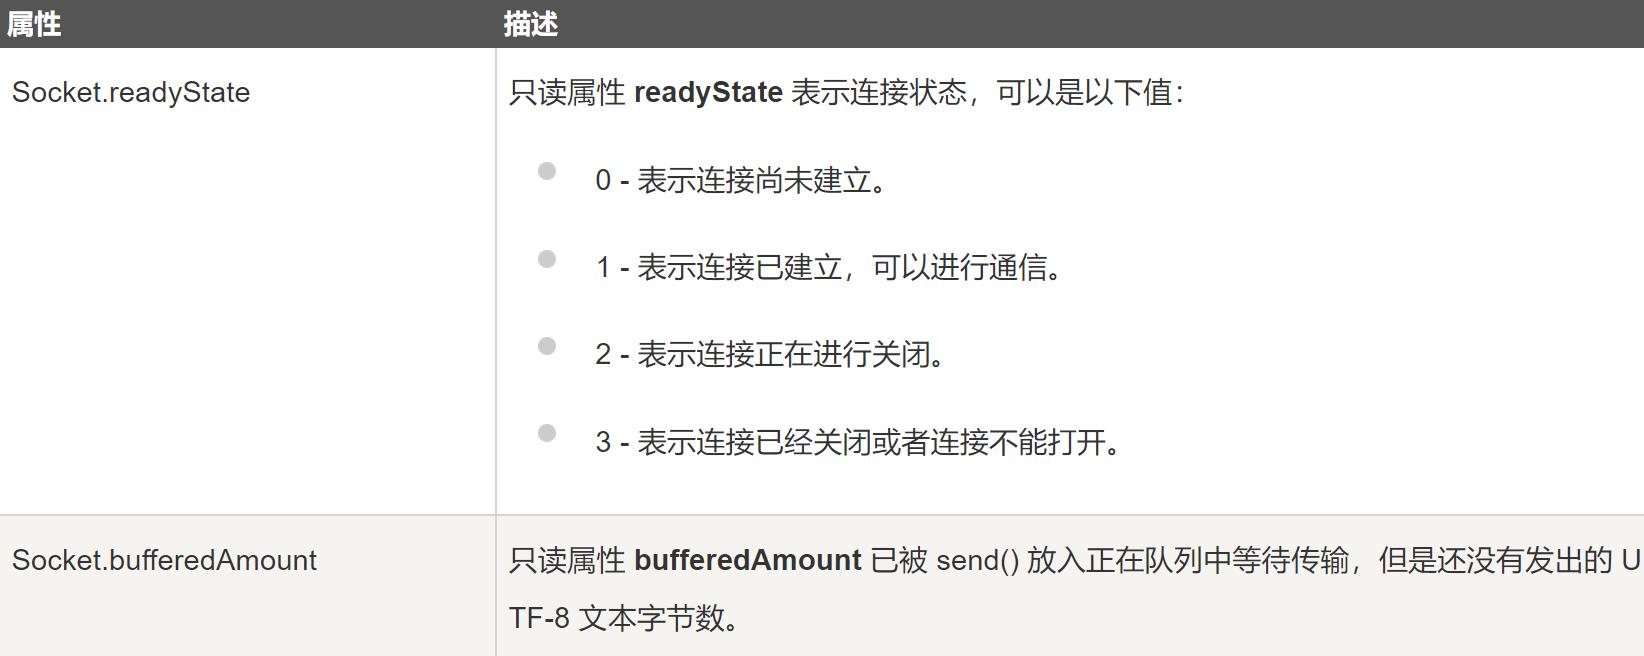 属性 描述
Socket.readyState 只读属性 readyState 表示连接状态，可以是以下值：
0 - 表示连接尚未建立。
1 - 表示连接已建立，可以进行通信。
2 - 表示连接正在进行关闭。
3 - 表示连接已经关闭或者连接不能打开。
Socket.bufferedAmount 只读属性 bufferedAmount 已被 send() 放入正在队列中等待传输，但是还没有发出的 U
TF-8 文本字节数。